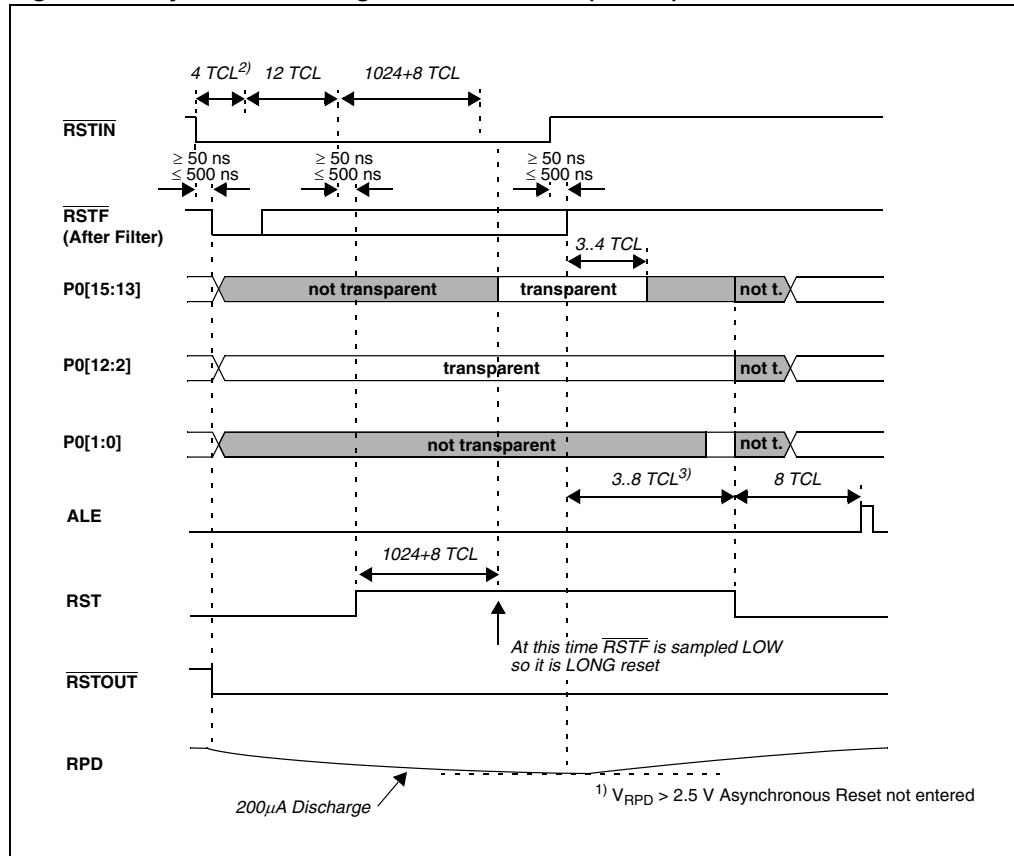 4 TCL2) 12 TCL 1024+8 TCL
RSTIN
≥ 50 ns ≥ 50 ns ≥ 50 ns
≤ 500 ns ≤ 500 ns ≤ 500 ns
RSTF
(After Filter)
3..4 TCL
P0[15:13] not transparent transparent not t.
P0[12:2] transparent not t.
P0[1:0] not transparent not t.
3..8 TCL3) 8 TCL
ALE
1024+8 TCL
RST
At this time RSTF is sampled LOW
so it is LONG reset
RSTOUT
RPD
200μA Discharge
1) VRPD > 2.5 V Asynchronous Reset not entered